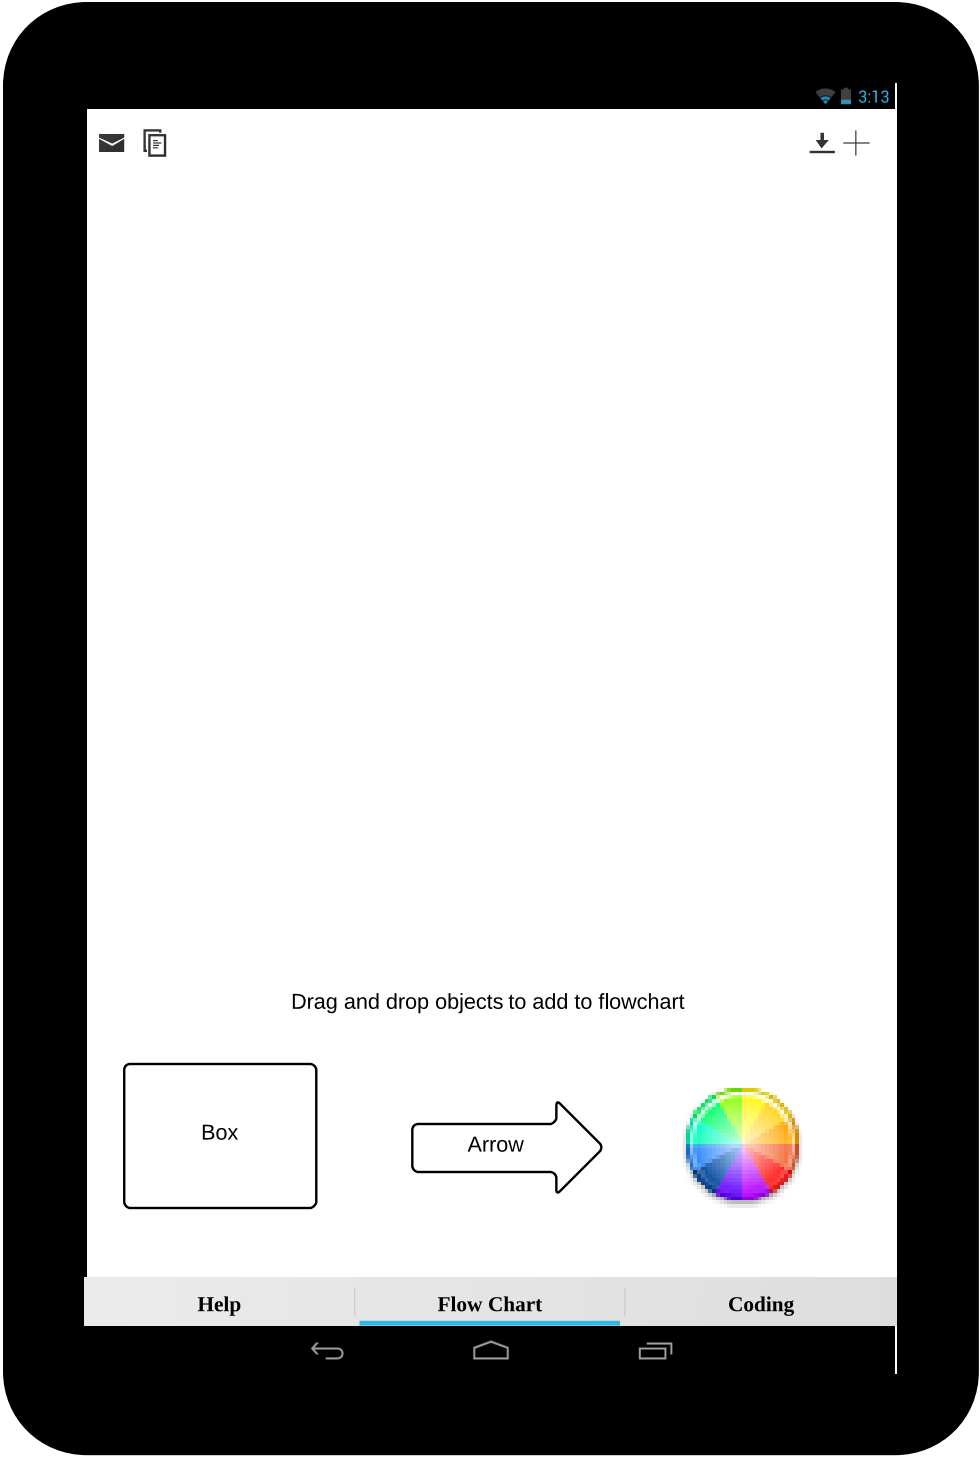 3:13
Drag and drop objects to add to flowchart
Box
Arrow
Help
Flow Chart
Coding